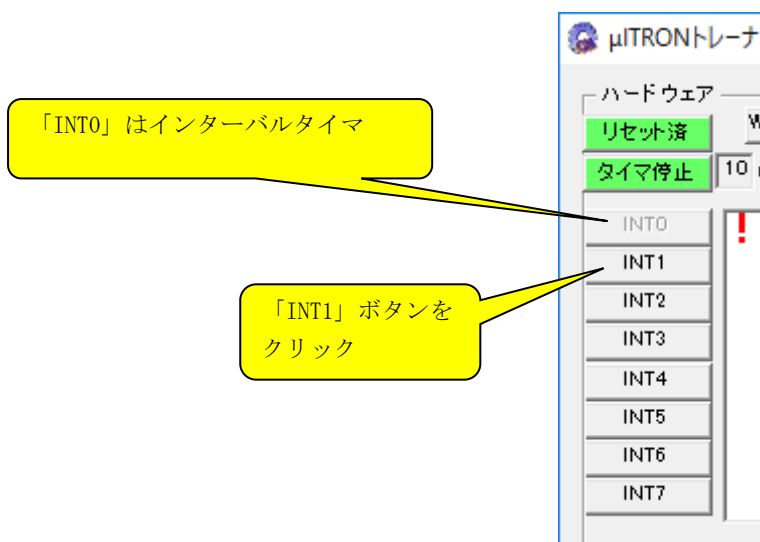 μITRONトレーナ
ハードウェア
「INT0」はインターバルタイマ
リセット済
W
タイマ停止
10
INT0
!
INT1
「INT1」ボタンを
クリック
INT2
INT3
INT4
INT5
INT6
INT7